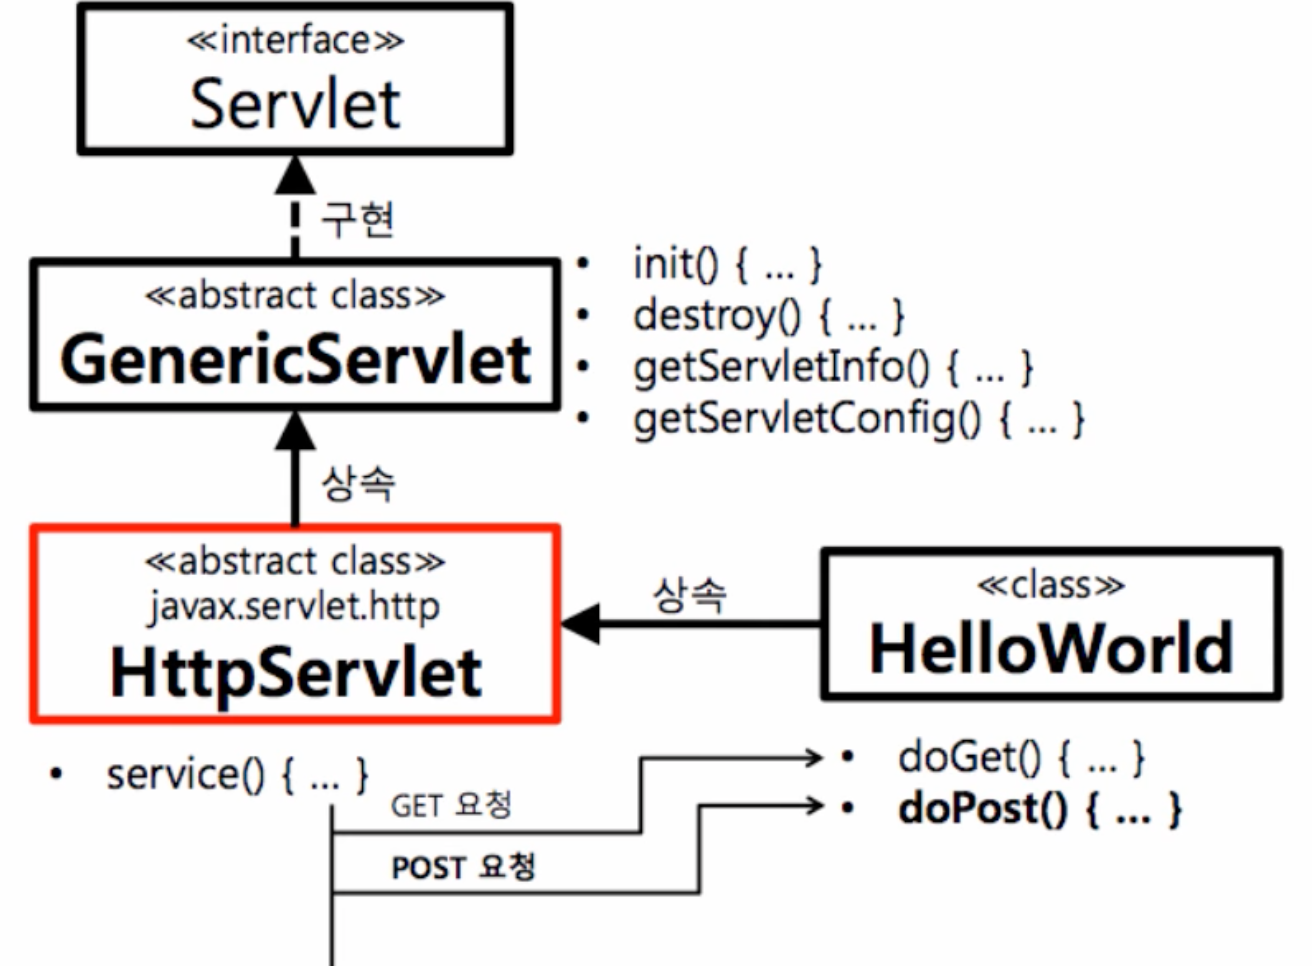 ≪interface≫
Servlet
구현
≪abstract class≫
GenericServlet
• init() { ... }
• destroy() { ... }
• getServletInfo() { ... }
• getServletConfig() { ... }
상속
≪abstract class≫
javax.servlet.http
HttpServlet
상속
≪class≫
HelloWorld
• service() { ... }
GET 요청
POST 요청
• doGet() { ... }
• doPost() { ... }